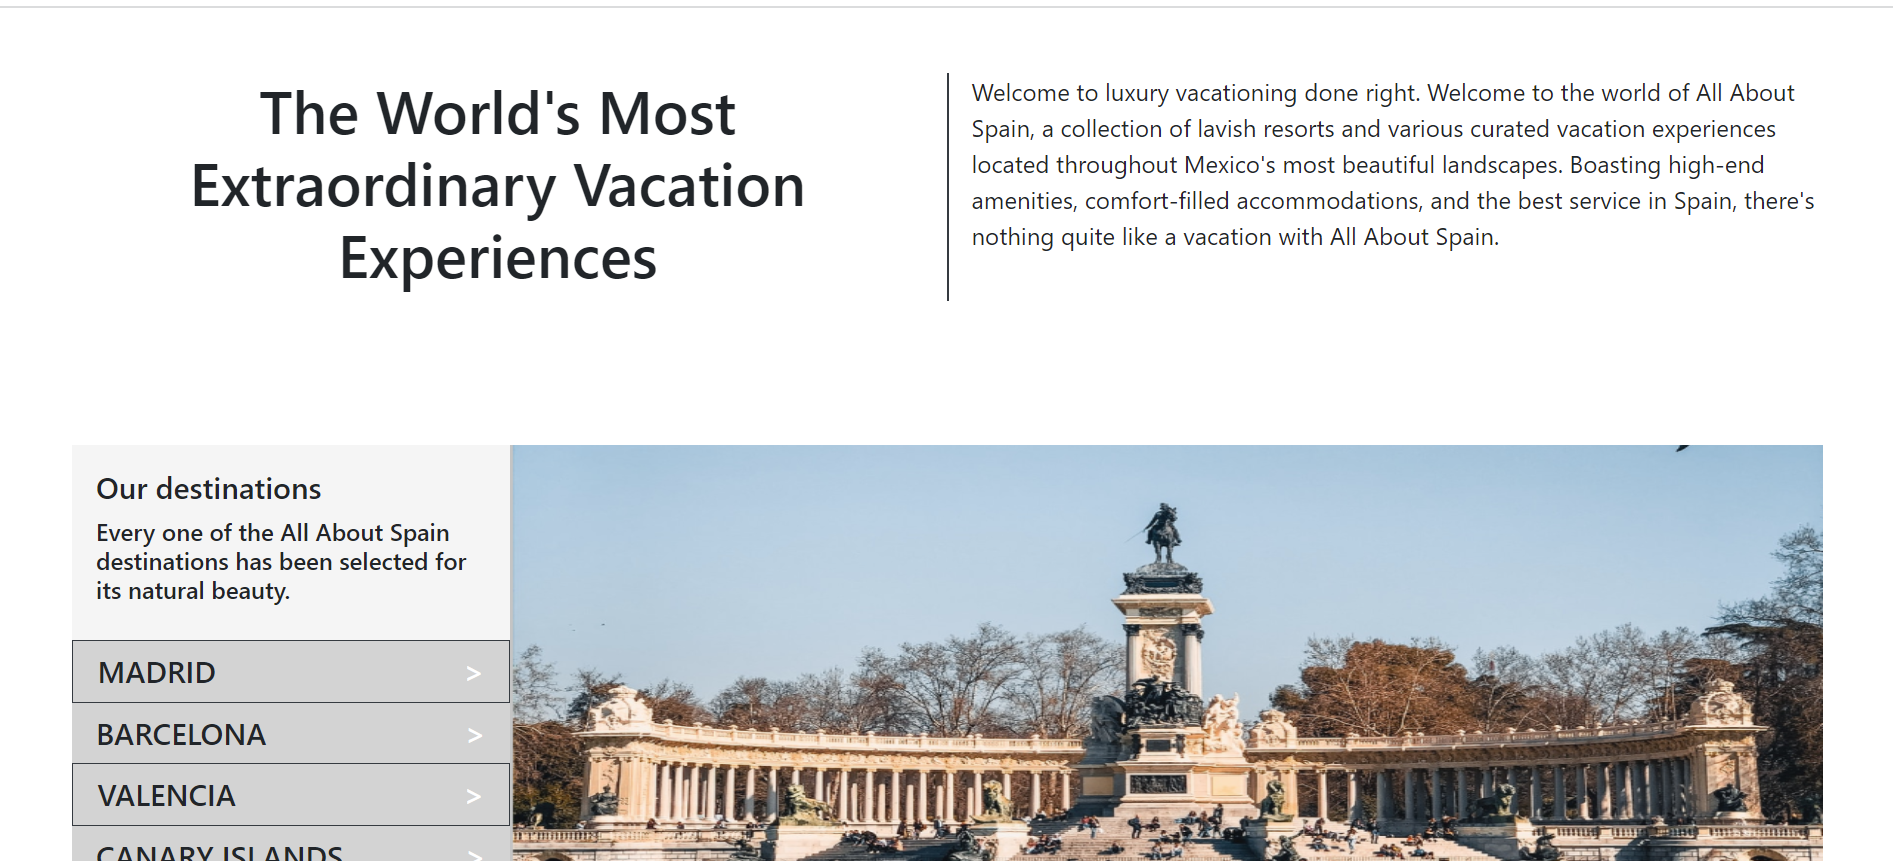 The World's Most
Extraordinary Vacation
Experiences
Welcome to luxury vacationing done right. Welcome to the world of All About
Spain, a collection of lavish resorts and various curated vacation experiences
located throughout Mexico's most beautiful landscapes. Boasting high-end
amenities, comfort-filled accommodations, and the best service in Spain, there's
nothing quite like a vacation with All About Spain.
Our destinations
Every one of the All About Spain
destinations has been selected for
its natural beauty.
MADRID >
BARCELONA >
VALENCIA >
CANARY ISLANDS >